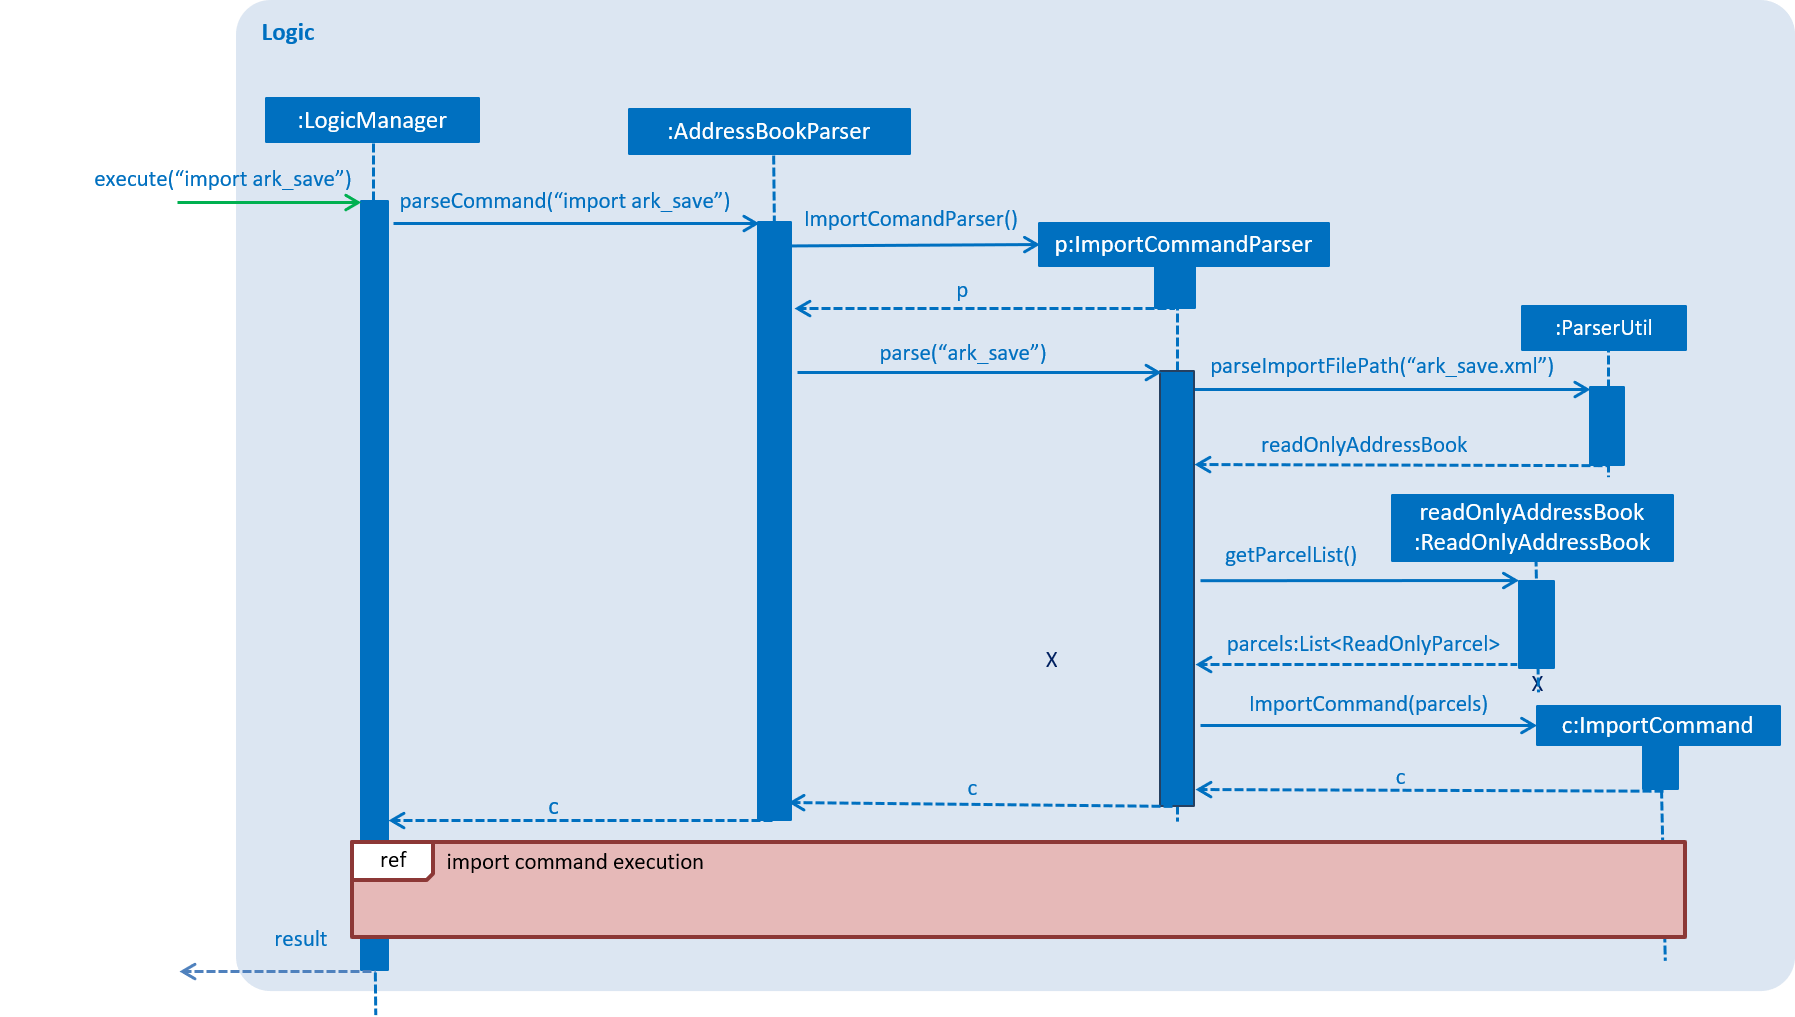 Logic
:LogicManager
:AddressBookParser
execute(“import ark_save”)
parseCommand(“import ark_save”)
ImportComandParser()
p:ImportCommandParser
p
:ParserUtil
parse(“ark_save”)
parseImportFilePath(“ark_save.xml”)
readOnlyAddressBook
readOnlyAddressBook
:ReadOnlyAddressBook
getParcelList()
parcels:List<ReadOnlyParcel>
X
X
ImportCommand(parcels)
c:ImportCommand
c
c
c
ref
import command execution
result